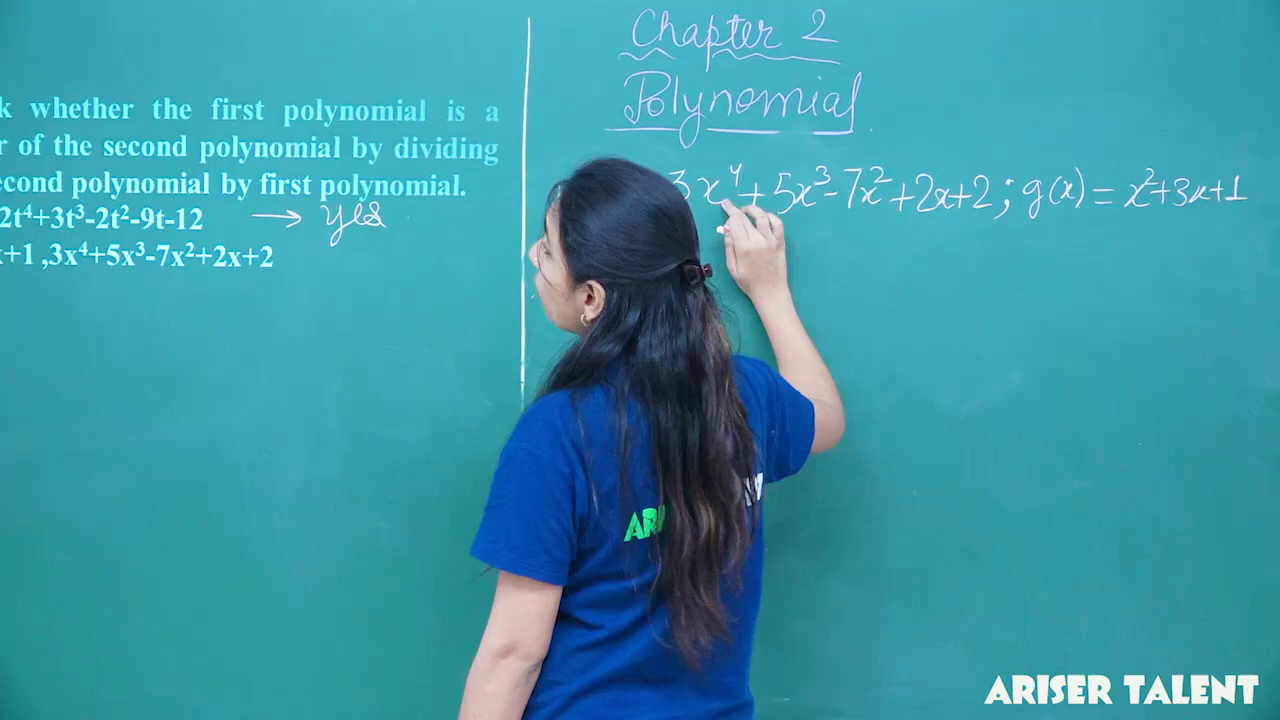 whether the first polynomial is a
of the second polynomial by dividing
polynomial by first polynomial.
2t⁴+3t³-2t²-9t-12 → yes
+1 ,3x⁴+5x³-7x²+2x+2
Chapter 2
Polynomial
3x⁴+5x³-7x²+2x+2; g(x) = x²+3x+1
ARISER TALENT